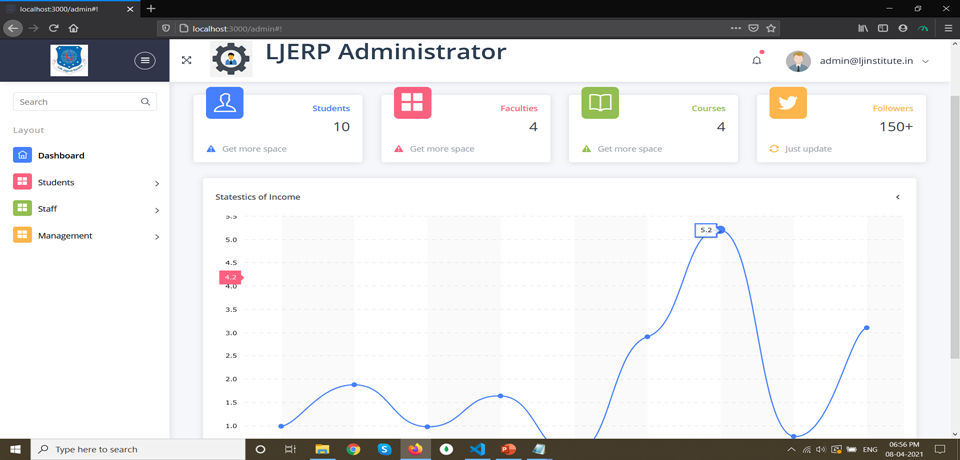 localhost:3000/admin#!
localhost:3000/admin#!
LJERP Administrator
admin@ljinstitute.in
Search
Layout
Dashboard
Students
Staff
Management
Students
10
Get more space
Faculties
4
Get more space
Courses
4
Get more space
Followers
150+
Just update
Statestics of Income
5.5
5.0
4.5
4.2
4.0
3.5
3.0
2.5
2.0
1.5
1.0
5.2
Type here to search
ENG
06:56 PM
08-04-2021